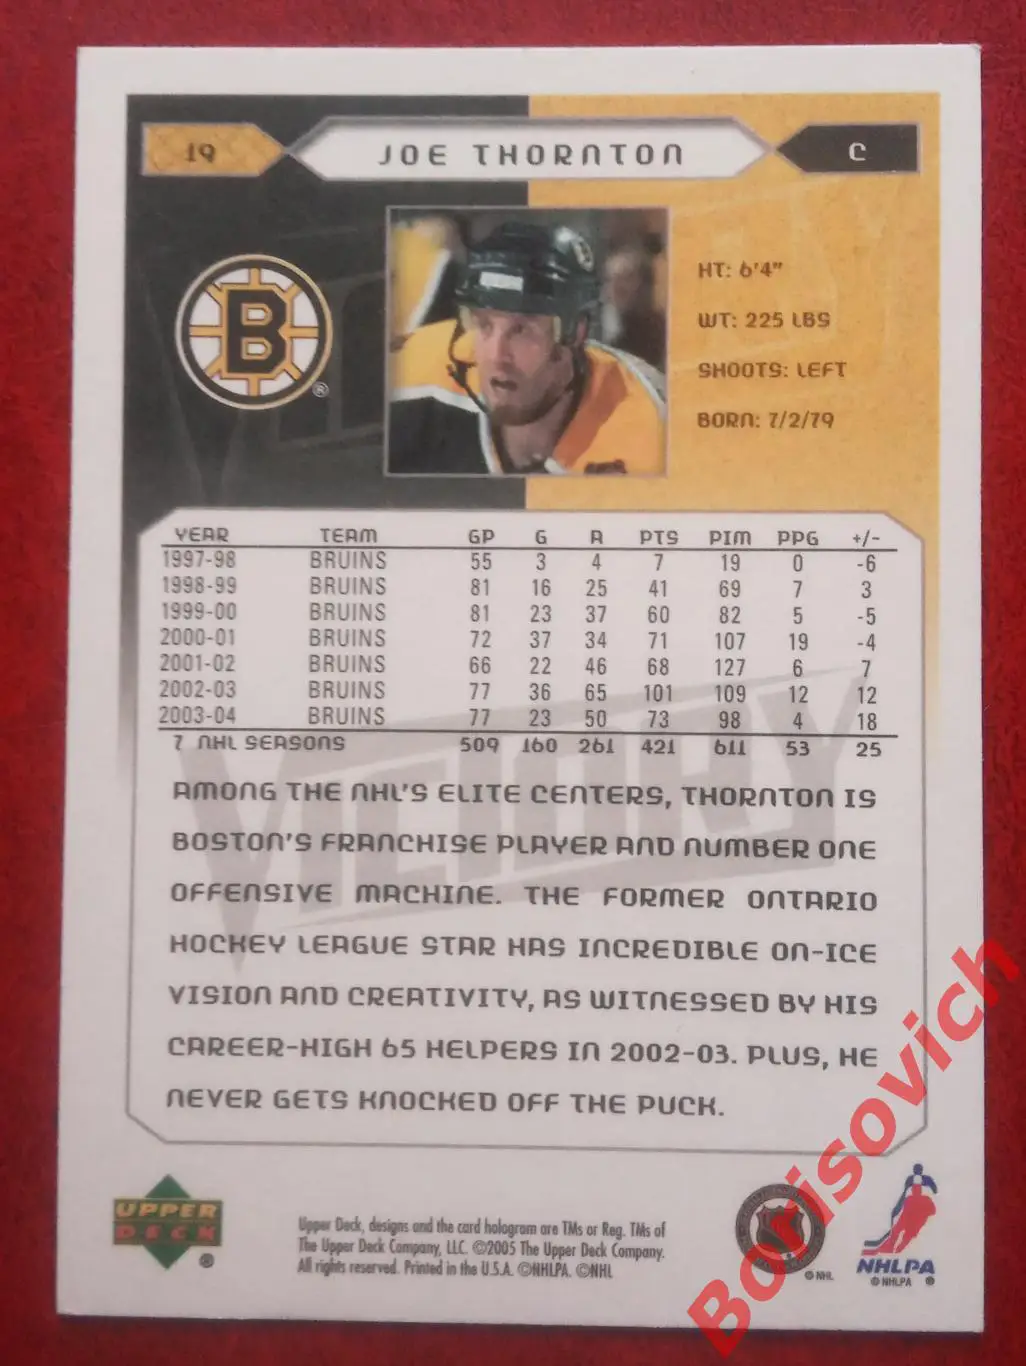 19 JOE THORNTON C
B ®
HT: 6'4"
WT: 225 LBS
SHOOTS: LEFT
BORN: 7/2/79
YEAR TEAM GP G A PTS PIM PPG +/-
1997-98 BRUINS 55 3 4 7 19 0 -6
1998-99 BRUINS 81 16 25 41 69 7 3
1999-00 BRUINS 81 23 37 60 82 5 -5
2000-01 BRUINS 72 37 34 71 107 19 -4
2001-02 BRUINS 66 22 46 68 127 6 7
2002-03 BRUINS 77 36 65 101 109 12 12
2003-04 BRUINS 77 23 50 73 98 4 18
7 NHL SEASONS 509 160 261 421 611 53 25
VICTORY
AMONG THE NHL'S ELITE CENTERS, THORNTON IS
BOSTON'S FRANCHISE PLAYER AND NUMBER ONE
OFFENSIVE MACHINE. THE FORMER ONTARIO
HOCKEY LEAGUE STAR HAS INCREDIBLE ON-ICE
VISION AND CREATIVITY, AS WITNESSED BY HIS
CAREER-HIGH 65 HELPERS IN 2002-03. PLUS, HE
NEVER GETS KNOCKED OFF THE PUCK.
UPPER
DECK ®
Upper Deck, designs and the card hologram are TMs or Reg. TMs of
The Upper Deck Company, LLC. ©2005 The Upper Deck Company.
All rights reserved. Printed in the U.S.A. ©NHLPA. ©NHL
© NHL
NHLPA
© NHLPA ®
Borisovich